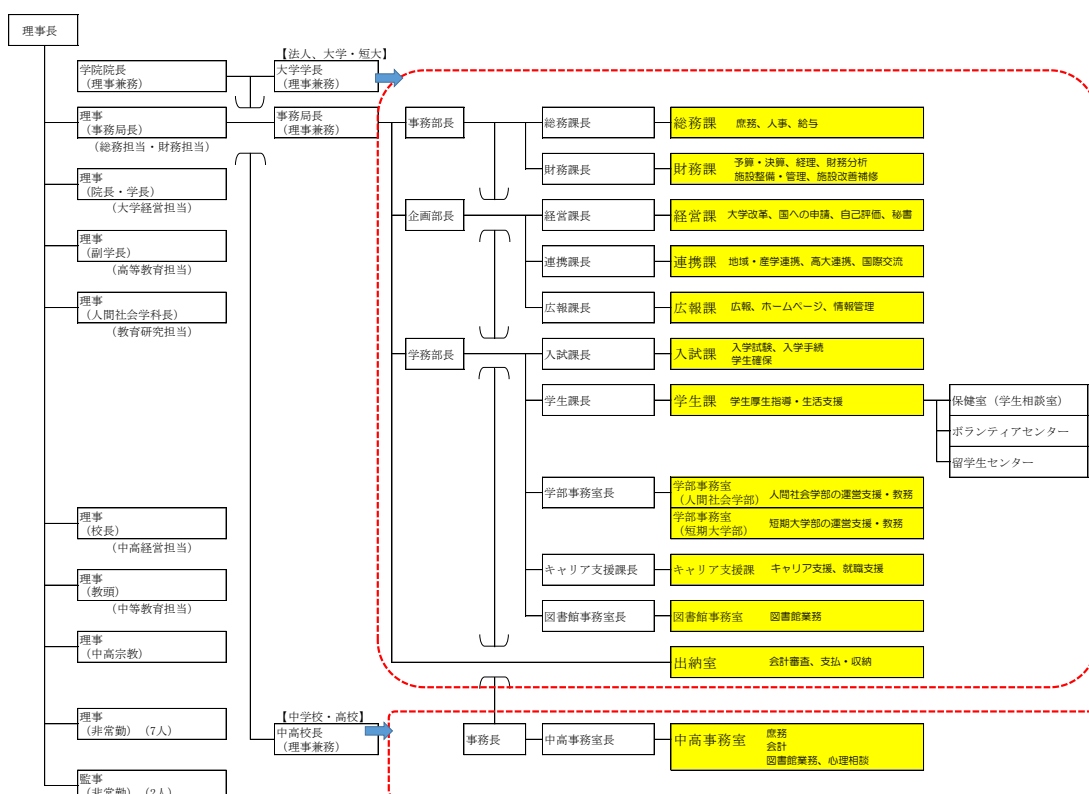 理事長
【法人、大学・短大】
学院院長
(理事兼務)
大学学長
(理事兼務)
理事
(事務局長)
(総務担当・財務担当)
事務局長
(理事兼務)
事務部長
総務課長
総務課 庶務、人事、給与
財務課長
財務課 予算・決算、経理、財務分析
施設整備・管理、施設改善補修
理事
(院長・学長)
(大学経営担当)
企画部長
経営課長
経営課 大学改革、国への申請、自己評価、秘書
理事
(副学長)
(高等教育担当)
連携課長
連携課 地域・産学連携、高大連携、国際交流
理事
(人間社会学科長)
(教育研究担当)
広報課長
広報課 広報、ホームページ、情報管理
学務部長
入試課長
入試課 入学試験、入学手続
学生確保
学生課長
学生課 学生厚生指導・生活支援
保健室(学生相談室)
ボランティアセンター
留学生センター
学部事務室長
学部事務室
(人間社会学部) 人間社会学部の運営支援・教務
学部事務室
(短期大学部) 短期大学部の運営支援・教務
理事
(校長)
(中高経営担当)
キャリア支援課長
キャリア支援課 キャリア支援、就職支援
理事
(教頭)
(中等教育担当)
図書館事務室長
図書館事務室 図書館業務
理事
(中高宗教)
出納室 会計審査、支払・収納
【中学校・高校】
理事
(非常勤) (7人)
中高校長
(理事兼務)
事務長
中高事務室長
中高事務室 庶務
会計
図書館業務、心理相談
監事
(非常勤) (2人)